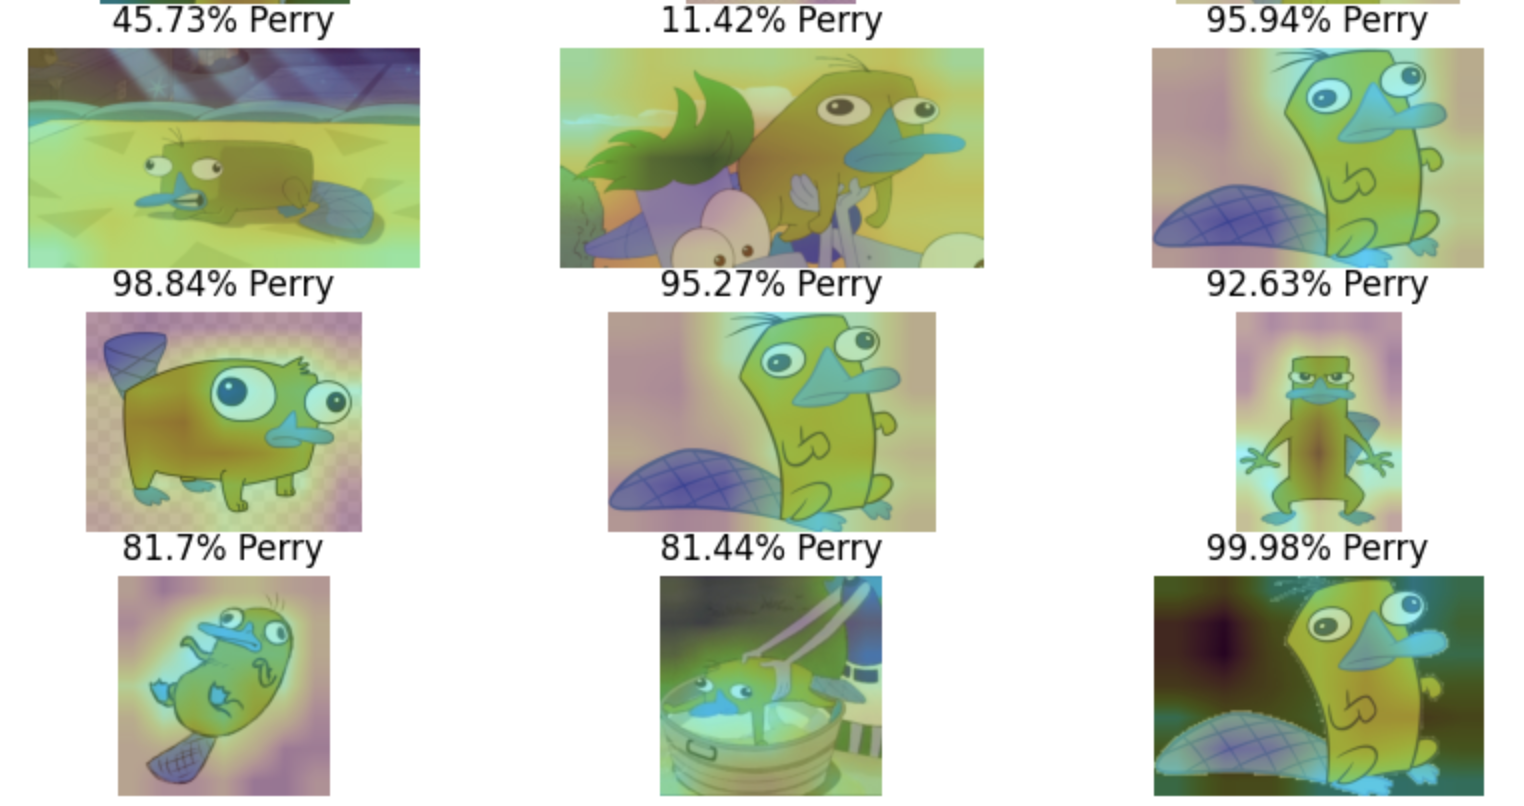 45.73% Perry
11.42% Perry
95.94% Perry
98.84% Perry
95.27% Perry
92.63% Perry
81.7% Perry
81.44% Perry
99.98% Perry